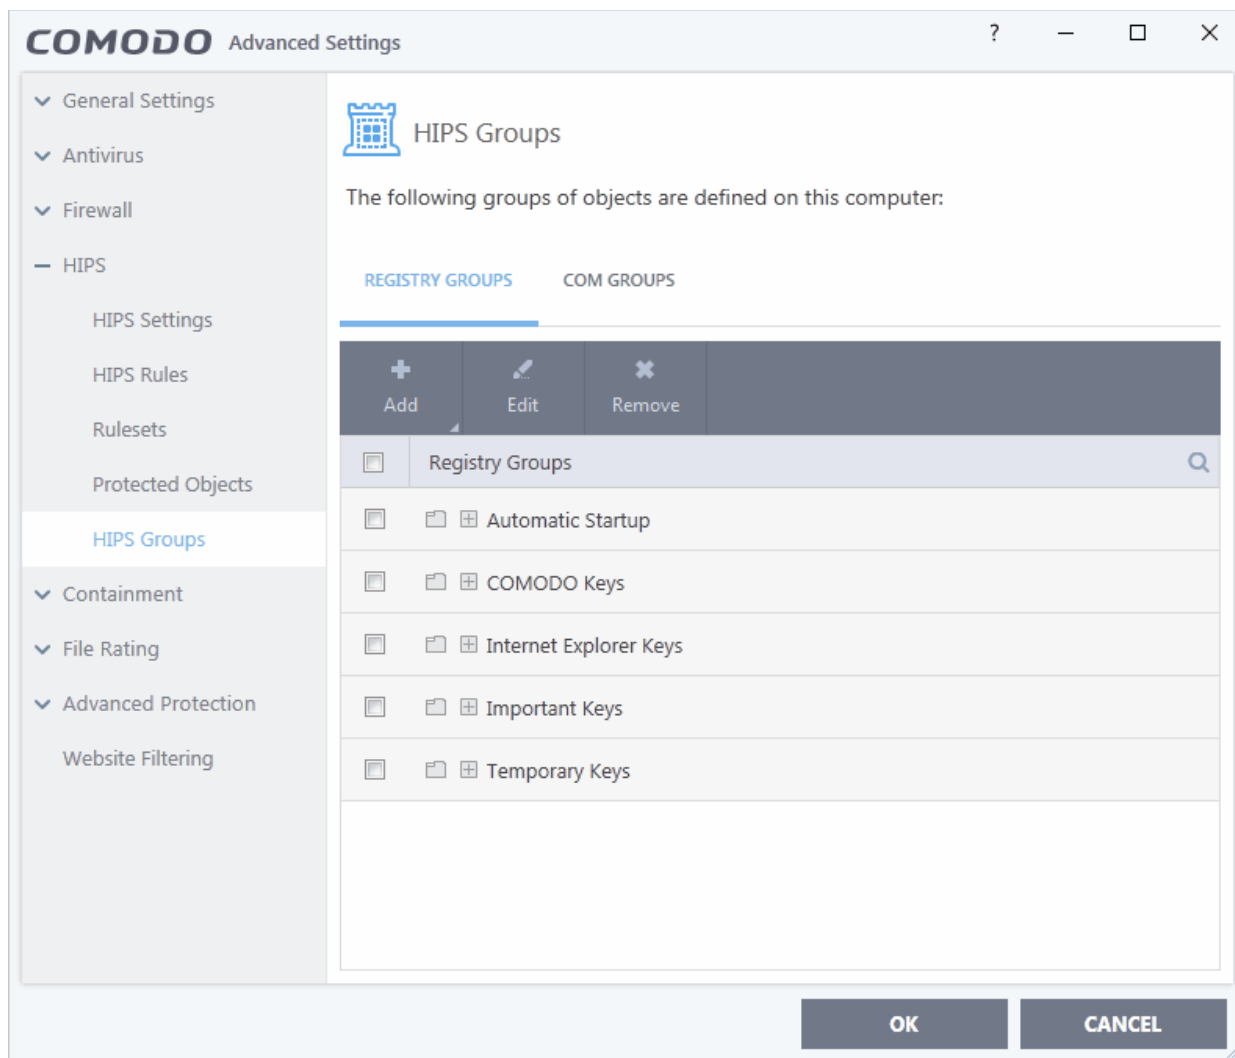 COMODO Advanced Settings ?
General Settings
Antivirus
Firewall
HIPS
HIPS Settings
HIPS Rules
Rulesets
Protected Objects
HIPS Groups
Containment
File Rating
Advanced Protection
Website Filtering
HIPS Groups
The following groups of objects are defined on this computer:
REGISTRY GROUPS COM GROUPS
Add Edit Remove
Registry Groups
Automatic Startup
COMODO Keys
Internet Explorer Keys
Important Keys
Temporary Keys
OK CANCEL